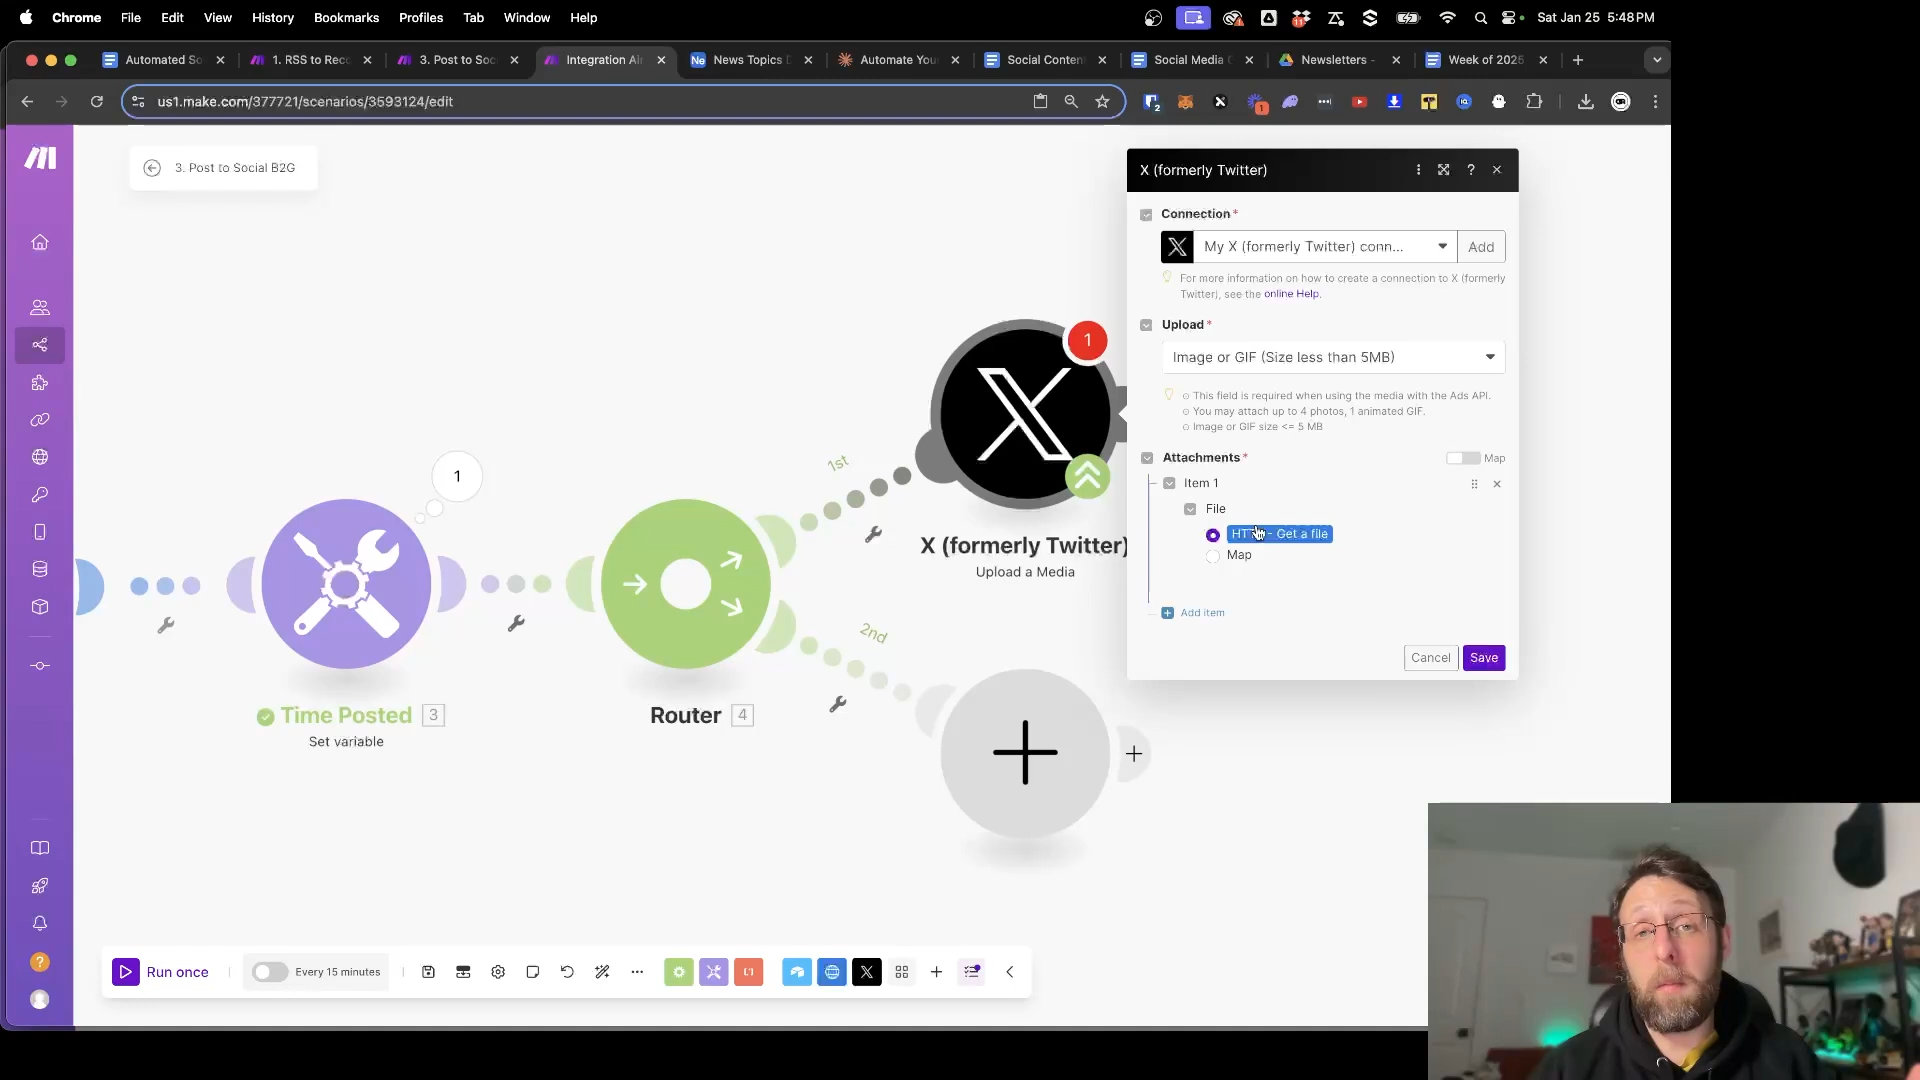 Chrome File Edit View History Bookmarks Profiles Tab Window Help
11
Sat Jan 25 5:48 PM
Automated So
1. RSS to Reco
3. Post to Soc
Integration Ai
News Topics D
Automate You
Social Conten
Social Media C
Newsletters -
Week of 2025
us1.make.com/377721/scenarios/3593124/edit
3. Post to Social B2G
X (formerly Twitter)
Connection *
My X (formerly Twitter) conn...
Add
For more information on how to create a connection to X (formerly
Twitter), see the online Help.
Upload *
Image or GIF (Size less than 5MB)
This field is required when using the media with the Ads API.
You may attach up to 4 photos, 1 animated GIF.
Image or GIF size <= 5 MB
Attachments *
Map
Item 1
File
HTTP - Get a file
Map
Add item
Cancel
Save
1
1
1st
2nd
X (formerly Twitter)
Upload a Media
Time Posted 3
Set variable
Router 4
Run once
Every 15 minutes